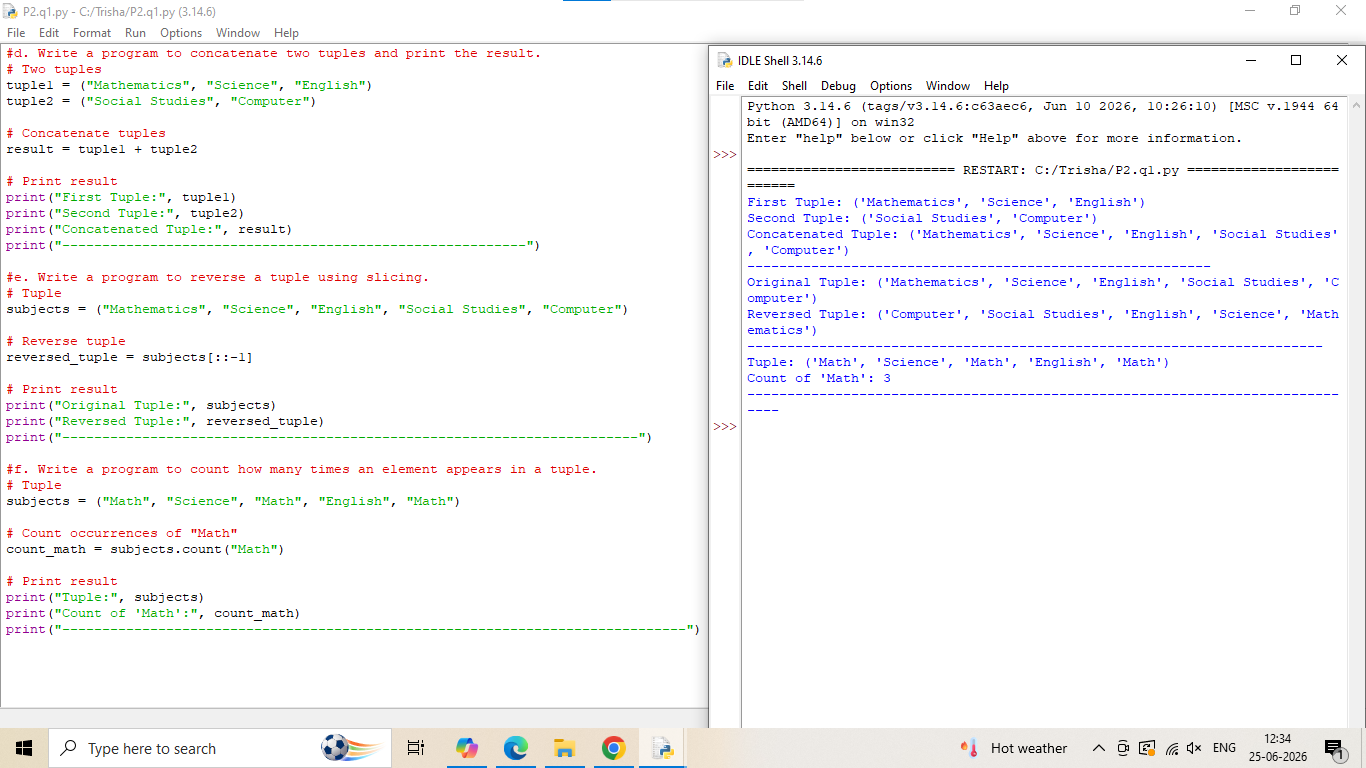 P2.q1.py - C:/Trisha/P2.q1.py (3.14.6)
File Edit Format Run Options Window Help
#d. Write a program to concatenate two tuples and print the result.
# Two tuples
tuple1 = ("Mathematics", "Science", "English")
tuple2 = ("Social Studies", "Computer")
# Concatenate tuples
result = tuple1 + tuple2
# Print result
print("First Tuple:", tuple1)
print("Second Tuple:", tuple2)
print("Concatenated Tuple:", result)
print("----------------------------------------------------------")
#e. Write a program to reverse a tuple using slicing.
# Tuple
subjects = ("Mathematics", "Science", "English", "Social Studies", "Computer")
# Reverse tuple
reversed_tuple = subjects[::-1]
# Print result
print("Original Tuple:", subjects)
print("Reversed Tuple:", reversed_tuple)
print("------------------------------------------------------------------------")
#f. Write a program to count how many times an element appears in a tuple.
# Tuple
subjects = ("Math", "Science", "Math", "English", "Math")
# Count occurrences of "Math"
count_math = subjects.count("Math")
# Print result
print("Tuple:", subjects)
print("Count of 'Math':", count_math)
print("------------------------------------------------------------------------------")
IDLE Shell 3.14.6
File Edit Shell Debug Options Window Help
Python 3.14.6 (tags/v3.14.6:c63aec6, Jun 10 2026, 10:26:10) [MSC v.1944 64
bit (AMD64)] on win32
Enter "help" below or click "Help" above for more information.
>>>
========================== RESTART: C:/Trisha/P2.q1.py ===================
======
First Tuple: ('Mathematics', 'Science', 'English')
Second Tuple: ('Social Studies', 'Computer')
Concatenated Tuple: ('Mathematics', 'Science', 'English', 'Social Studies'
, 'Computer')
----------------------------------------------------------
Original Tuple: ('Mathematics', 'Science', 'English', 'Social Studies', 'C
omputer')
Reversed Tuple: ('Computer', 'Social Studies', 'English', 'Science', 'Math
ematics')
------------------------------------------------------------------------
Tuple: ('Math', 'Science', 'Math', 'English', 'Math')
Count of 'Math': 3
--------------------------------------------------------------------------
----
>>>
Type here to search
Hot weather
ENG
12:34
25-06-2026
1